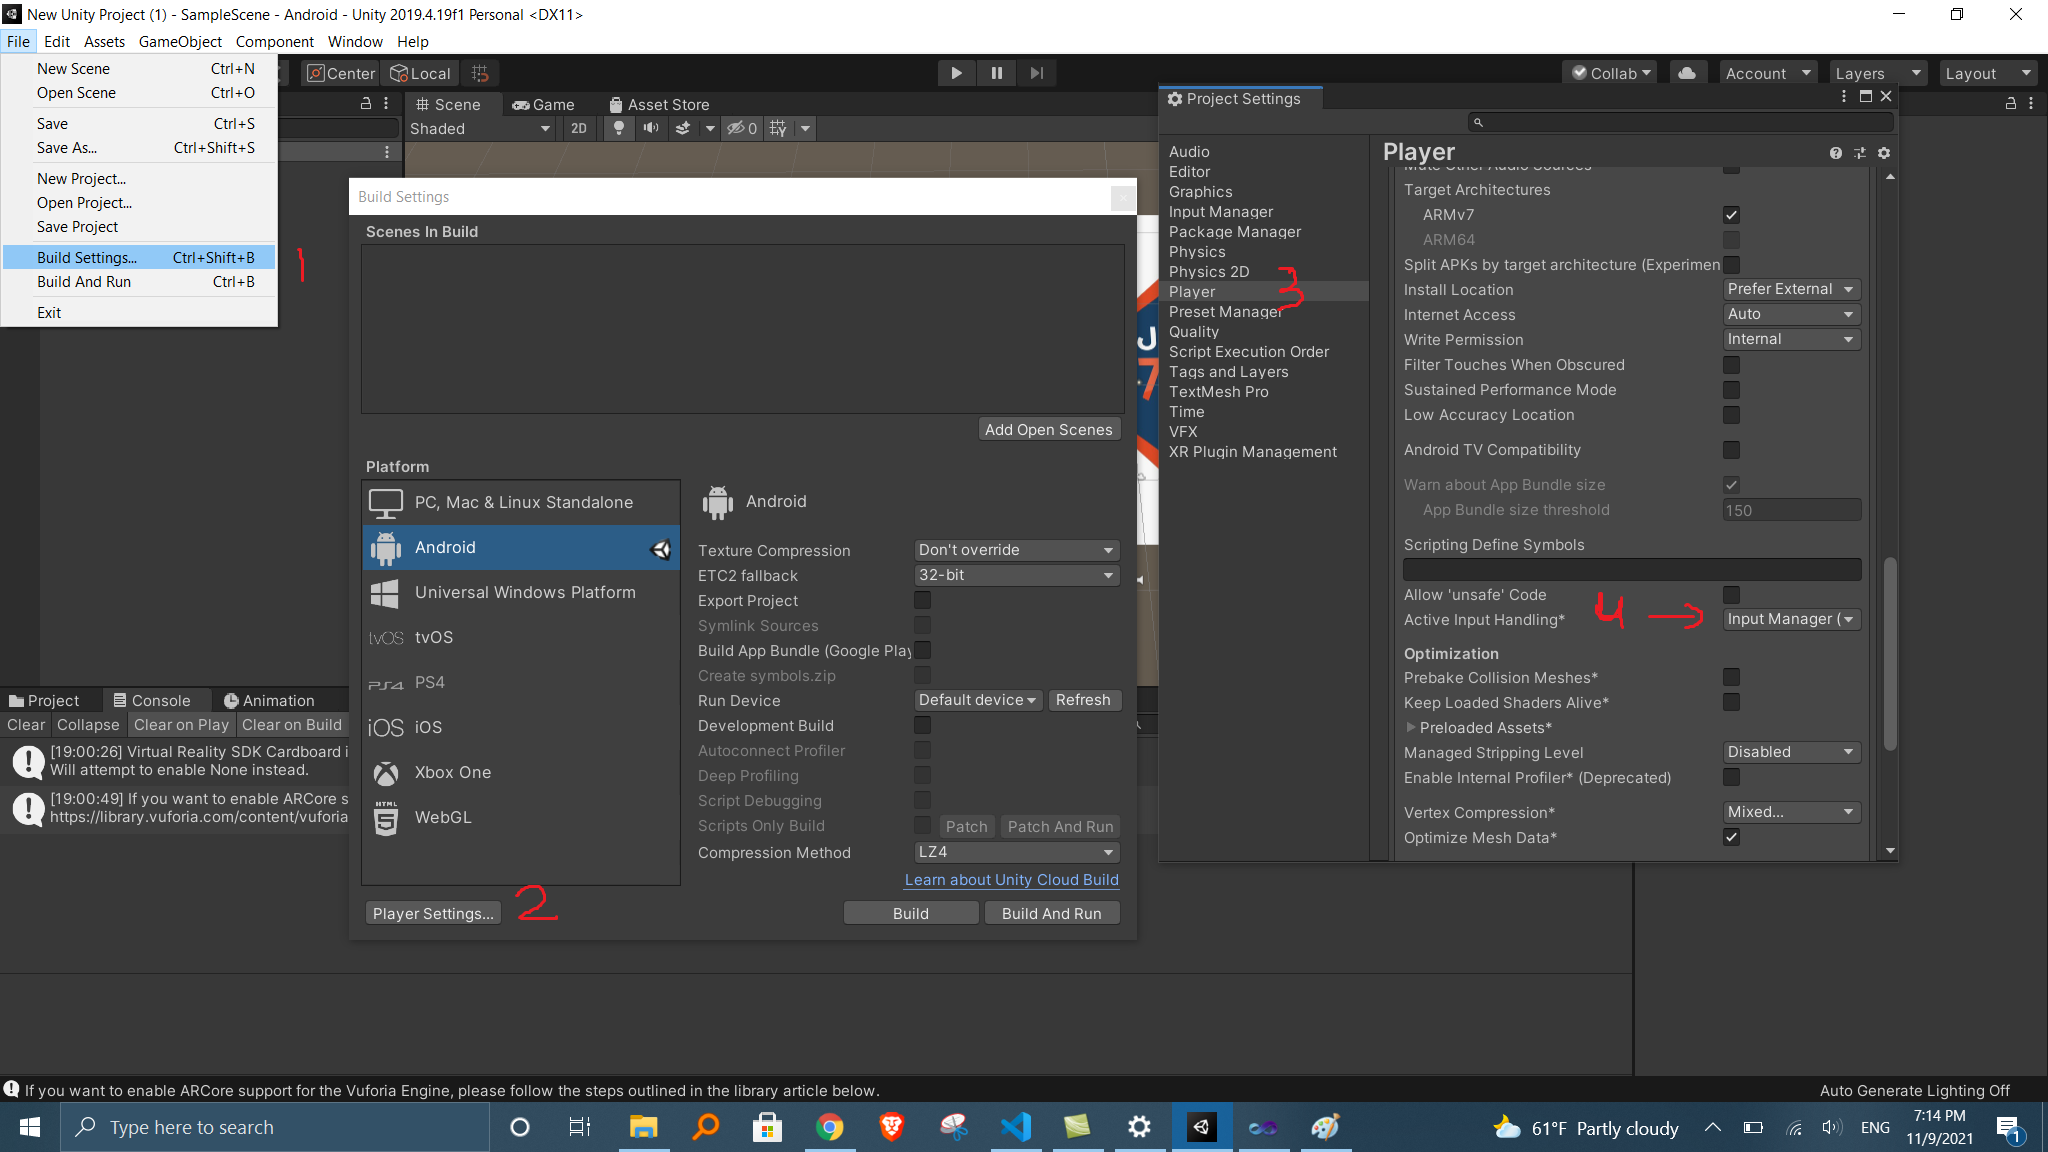 New Unity Project (1) - SampleScene - Android - Unity 2019.4.19f1 Personal <DX11>
File Edit Assets GameObject Component Window Help
New Scene Ctrl+N
Open Scene Ctrl+O
Save Ctrl+S
Save As... Ctrl+Shift+S
New Project...
Open Project...
Save Project
Build Settings... Ctrl+Shift+B
Build And Run Ctrl+B
Exit
1
Center Local
Collab Account Layers Layout
Scene Game Asset Store
Shaded 2D 0
Build Settings
Scenes In Build
Add Open Scenes
Platform
PC, Mac & Linux Standalone
Android
Universal Windows Platform
tvOS tvOS
PS4 PS4
iOS iOS
Xbox One
HTML 5 WebGL
Player Settings...
2
Android
Texture Compression Don't override
ETC2 fallback 32-bit
Export Project
Symlink Sources
Build App Bundle (Google Play
Create symbols.zip
Run Device Default device Refresh
Development Build
Autoconnect Profiler
Deep Profiling
Script Debugging
Scripts Only Build Patch Patch And Run
Compression Method LZ4
Learn about Unity Cloud Build
Build Build And Run
J
7
Project Settings
Audio
Editor
Graphics
Input Manager
Package Manager
Physics
Physics 2D
Player
3
Preset Manager
Quality
Script Execution Order
Tags and Layers
TextMesh Pro
Time
VFX
XR Plugin Management
Player
Mute Other Audio Sources
Target Architectures
ARMv7
ARM64
Split APKs by target architecture (Experimen
Install Location Prefer External
Internet Access Auto
Write Permission Internal
Filter Touches When Obscured
Sustained Performance Mode
Low Accuracy Location
Android TV Compatibility
Warn about App Bundle size
App Bundle size threshold 150
Scripting Define Symbols
Allow 'unsafe' Code
Active Input Handling* 4 → Input Manager (
Optimization
Prebake Collision Meshes*
Keep Loaded Shaders Alive*
Preloaded Assets*
Managed Stripping Level Disabled
Enable Internal Profiler* (Deprecated)
Vertex Compression* Mixed...
Optimize Mesh Data*
Project Console Animation
Clear Collapse Clear on Play Clear on Build
[19:00:26] Virtual Reality SDK Cardboard i
Will attempt to enable None instead.
[19:00:49] If you want to enable ARCore s
https://library.vuforia.com/content/vuforia
If you want to enable ARCore support for the Vuforia Engine, please follow the steps outlined in the library article below.
Auto Generate Lighting Off
Type here to search
61°F Partly cloudy
ENG
7:14 PM
11/9/2021
1